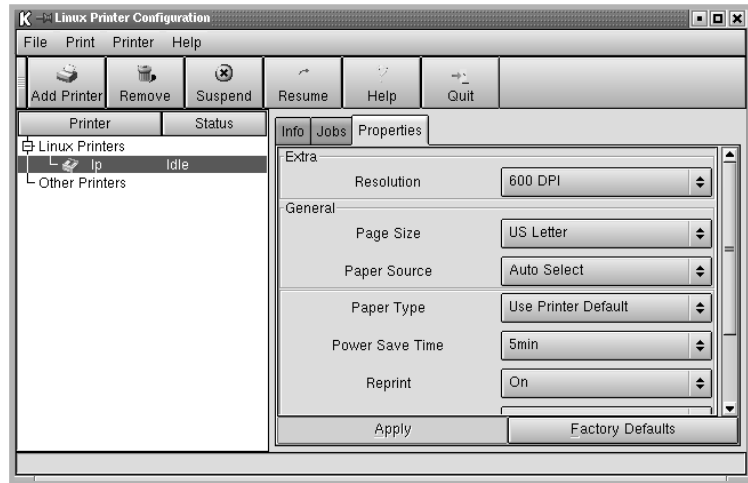 Linux Printer Configuration
File Print Printer Help
Add Printer Remove Suspend Resume Help Quit
Printer Status
Linux Printers
lp Idle
Other Printers
Info Jobs Properties
Extra
Resolution 600 DPI
General
Page Size US Letter
Paper Source Auto Select
Paper Type Use Printer Default
Power Save Time 5min
Reprint On
Apply Factory Defaults